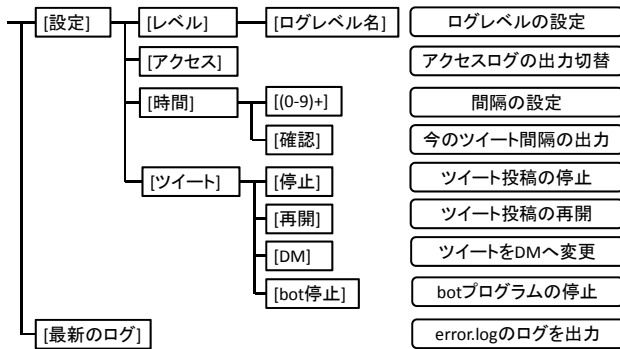 [設定] [レベル] [ログレベル名] ログレベルの設定
[アクセス] アクセスログの出力切替
[時間] [(0-9)+] 間隔の設定
[確認] 今のツイート間隔の出力
[ツイート] [停止] ツイート投稿の停止
[再開] ツイート投稿の再開
[DM] ツイートをDMへ変更
[bot停止] botプログラムの停止
[最新のログ] error.logのログを出力